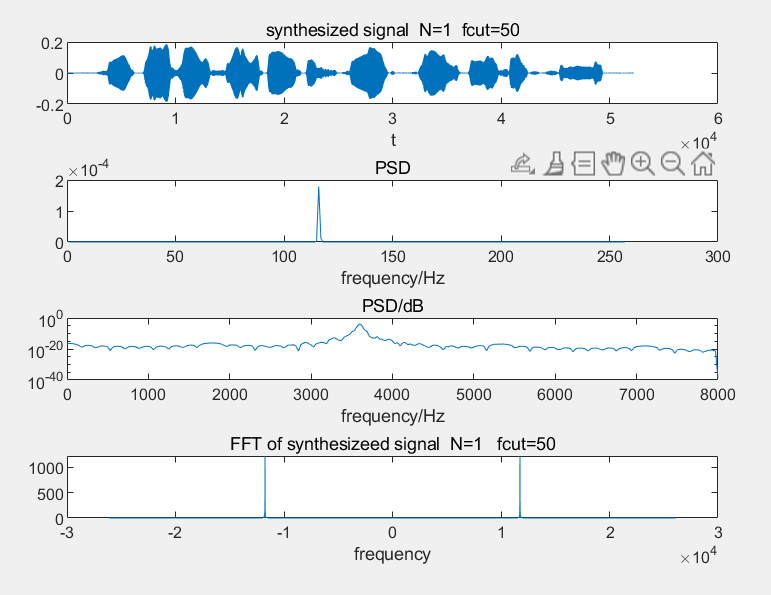 synthesized signal  N=1  fcut=50
0.2
0
-0.2
0 1 2 3 4 5 6
t
×10^4
PSD
×10^-4
2
1
0
0 50 100 150 200 250 300
frequency/Hz
PSD/dB
10^0
10^-20
10^-40
0 1000 2000 3000 4000 5000 6000 7000 8000
frequency/Hz
FFT of synthesizeed signal  N=1   fcut=50
1000
500
0
-3 -2 -1 0 1 2 3
frequency
×10^4